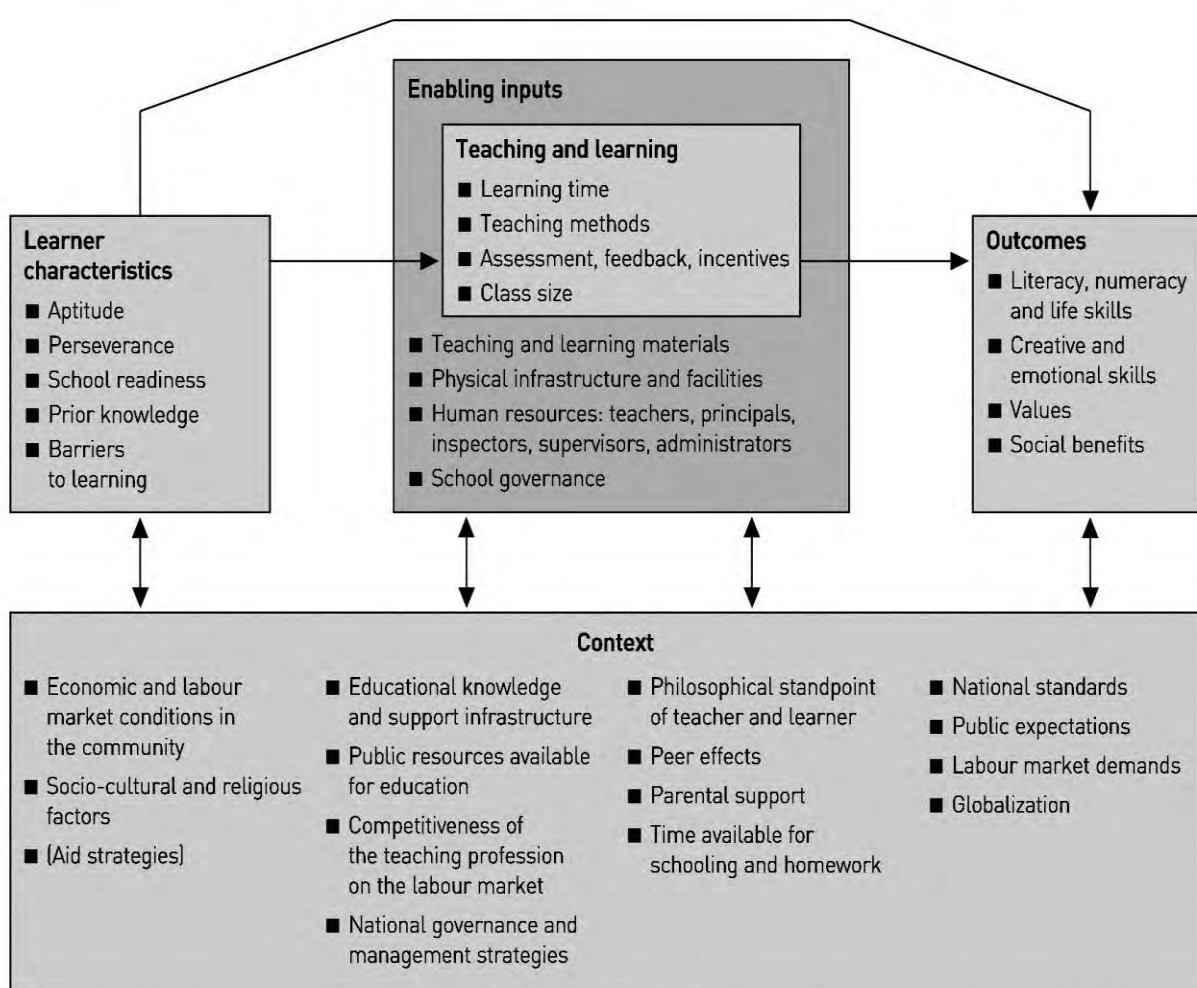 Enabling inputs
Teaching and learning
■ Learning time
■ Teaching methods
■ Assessment, feedback, incentives
■ Class size
■ Teaching and learning materials
■ Physical infrastructure and facilities
■ Human resources: teachers, principals,
inspectors, supervisors, administrators
■ School governance
Learner
characteristics
■ Aptitude
■ Perseverance
■ School readiness
■ Prior knowledge
■ Barriers
to learning
Outcomes
■ Literacy, numeracy
and life skills
■ Creative and
emotional skills
■ Values
■ Social benefits
Context
■ Economic and labour
market conditions in
the community
■ Socio-cultural and religious
factors
■ (Aid strategies)
■ Educational knowledge
and support infrastructure
■ Public resources available
for education
■ Competitiveness of
the teaching profession
on the labour market
■ National governance and
management strategies
■ Philosophical standpoint
of teacher and learner
■ Peer effects
■ Parental support
■ Time available for
schooling and homework
■ National standards
■ Public expectations
■ Labour market demands
■ Globalization